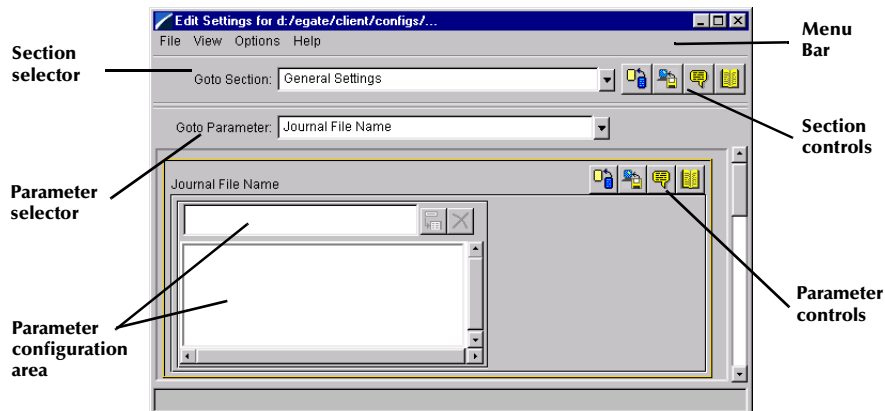 Edit Settings for d:/egate/client/configs/...
File View Options Help
Menu
Bar
Section
selector
Goto Section: General Settings
Section
controls
Goto Parameter: Journal File Name
Parameter
selector
Journal File Name
Parameter
controls
Parameter
configuration
area